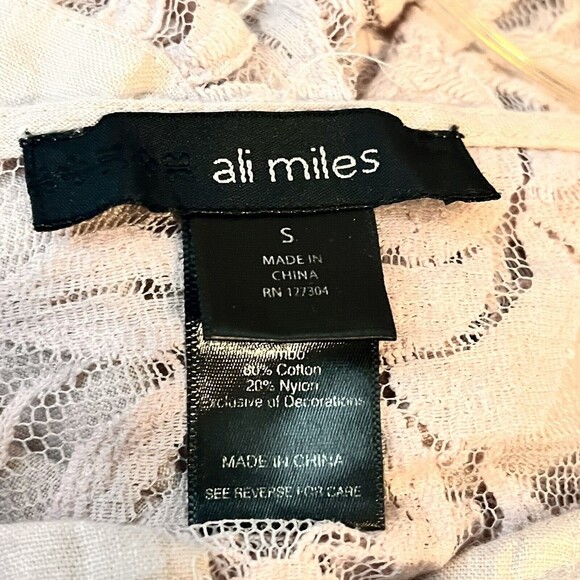 ali miles
S
MADE IN
CHINA
RN 127304
80% Cotton
20% Nylon
Exclusive of Decorations
MADE IN CHINA
SEE REVERSE FOR CARE